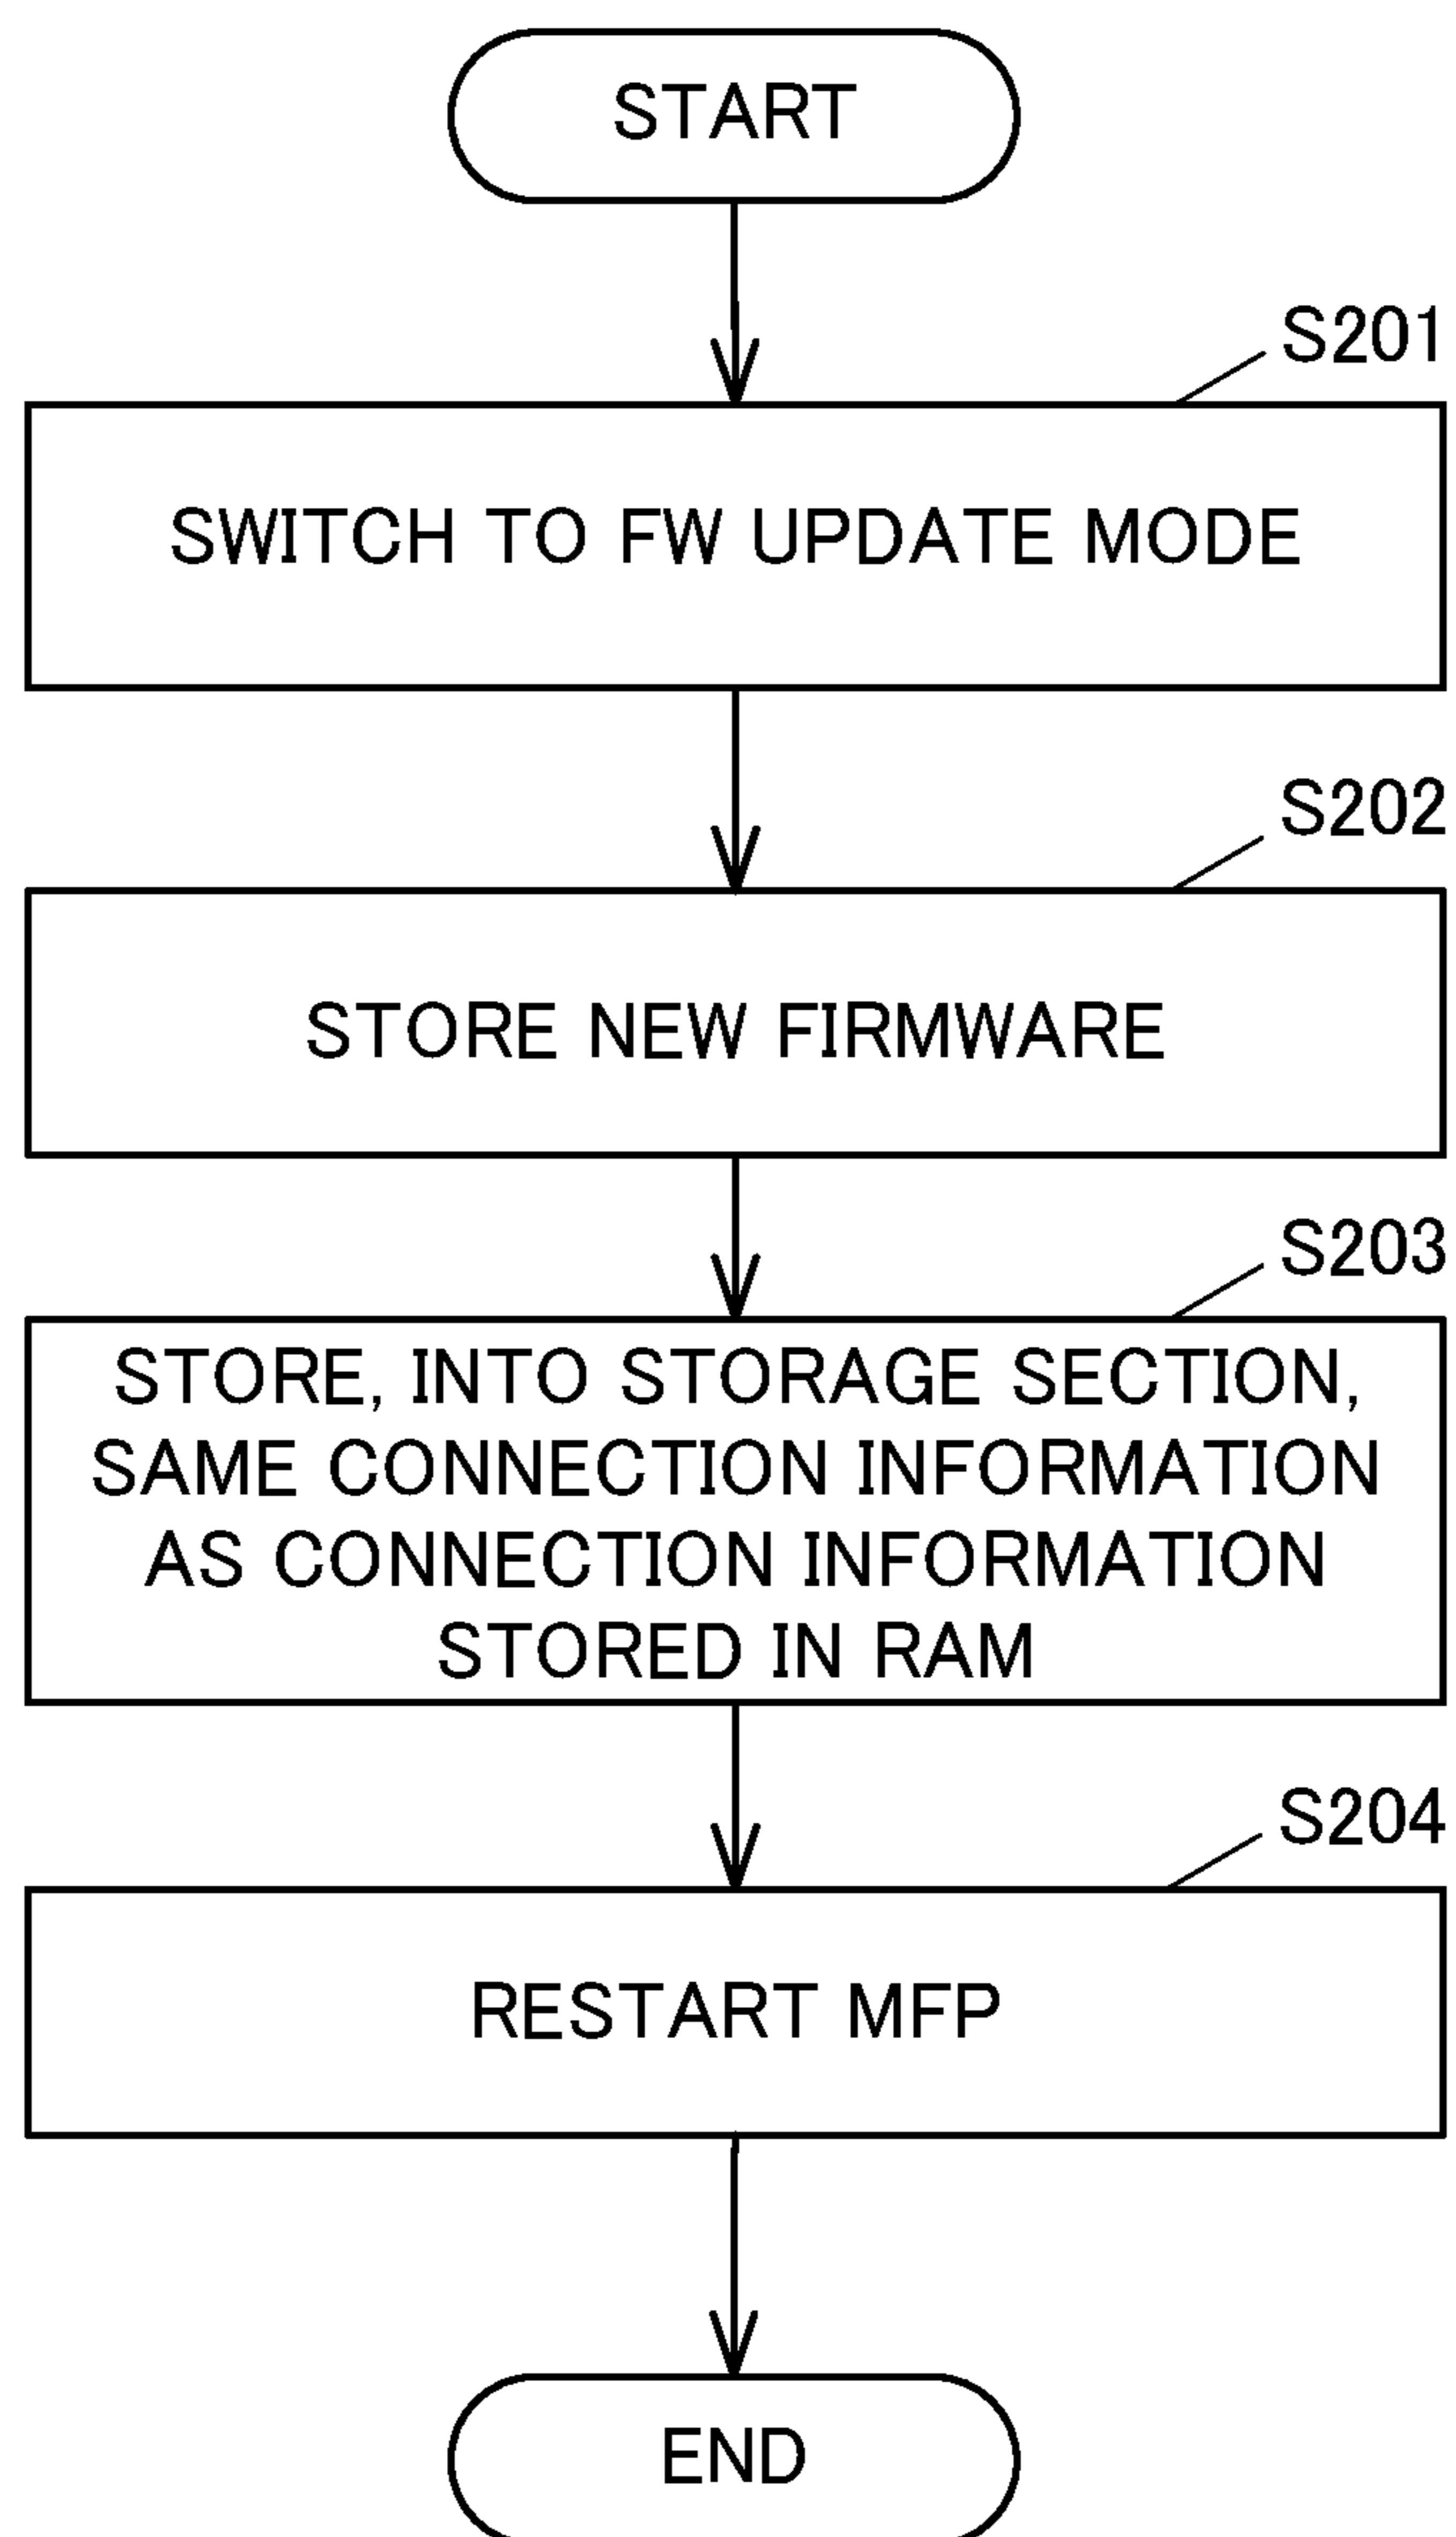 START
S201
SWITCH TO FW UPDATE MODE
S202
STORE NEW FIRMWARE
S203
STORE, INTO STORAGE SECTION,
SAME CONNECTION INFORMATION
AS CONNECTION INFORMATION
STORED IN RAM
S204
RESTART MFP
END